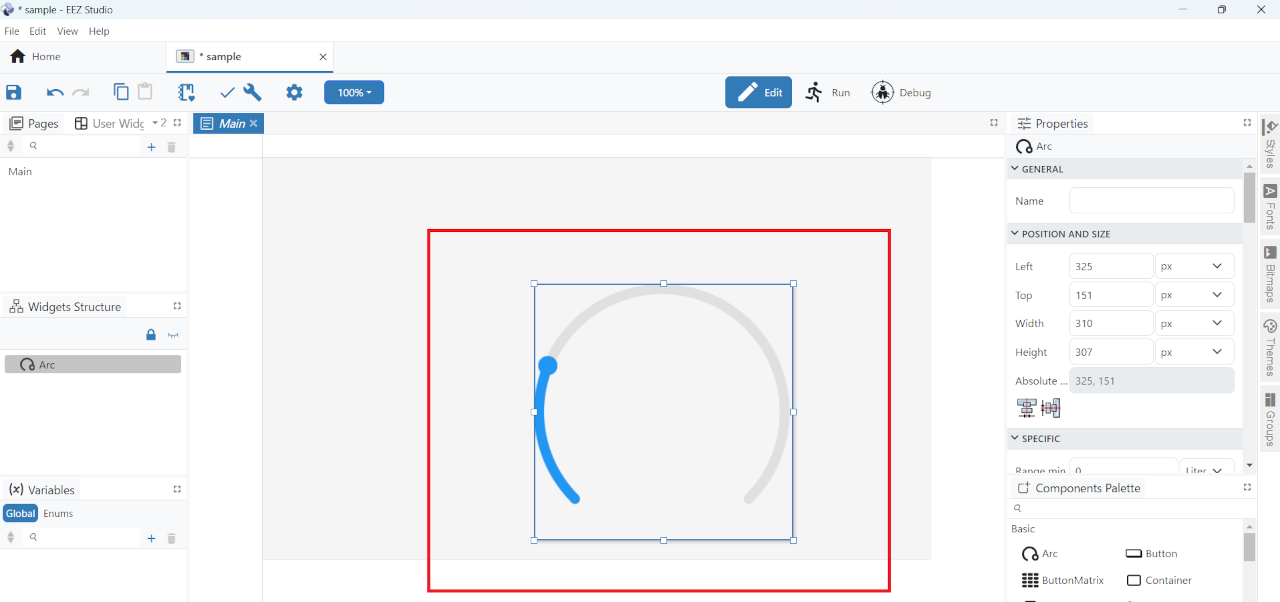 * sample - EEZ Studio
File Edit View Help
Home
* sample
100%
Edit
Run
Debug
Pages
User Widg
2
Main
Properties
Arc
Main
GENERAL
Name
POSITION AND SIZE
Left 325 px
Top 151 px
Width 310 px
Height 307 px
Absolute ... 325, 151
SPECIFIC
Range min 0 Liter
Widgets Structure
Arc
Variables
Global Enums
Components Palette
Basic
Arc
Button
ButtonMatrix
Container
Styles
Fonts
Bitmaps
Themes
Groups